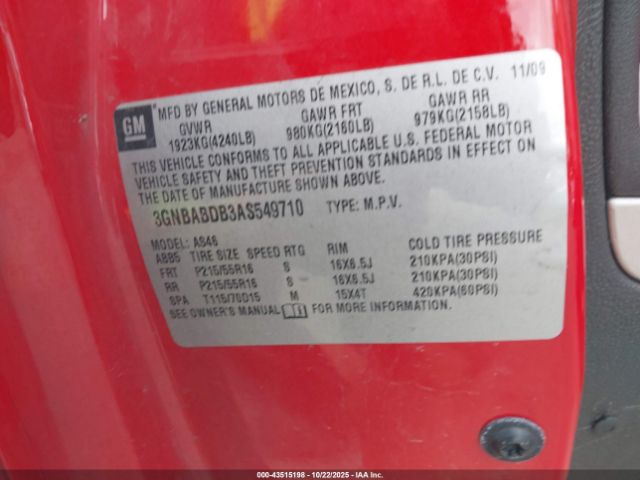 GM
MFD BY GENERAL MOTORS DE MEXICO, S. DE R.L. DE C.V. 11/09
GVWR GAWR FRT GAWR RR
1923KG(4240LB) 980KG(2160LB) 979KG(2158LB)
THIS VEHICLE CONFORMS TO ALL APPLICABLE U.S. FEDERAL MOTOR
VEHICLE SAFETY AND THEFT PREVENTION STANDARDS IN EFFECT ON
THE DATE OF MANUFACTURE SHOWN ABOVE.
3GNBABDB3AS549710 TYPE: M.P.V.
MODEL: AS46
ABB5 TIRE SIZE SPEED RTG RIM COLD TIRE PRESSURE
FRT P215/55R16 S 16X6.5J 210KPA(30PSI)
RR P215/55R16 S 16X6.5J 210KPA(30PSI)
SPA T115/70D15 M 15X4T 420KPA(60PSI)
SEE OWNER'S MANUAL FOR MORE INFORMATION.
000-43515198 - 10/22/2025 - IAAI.COM